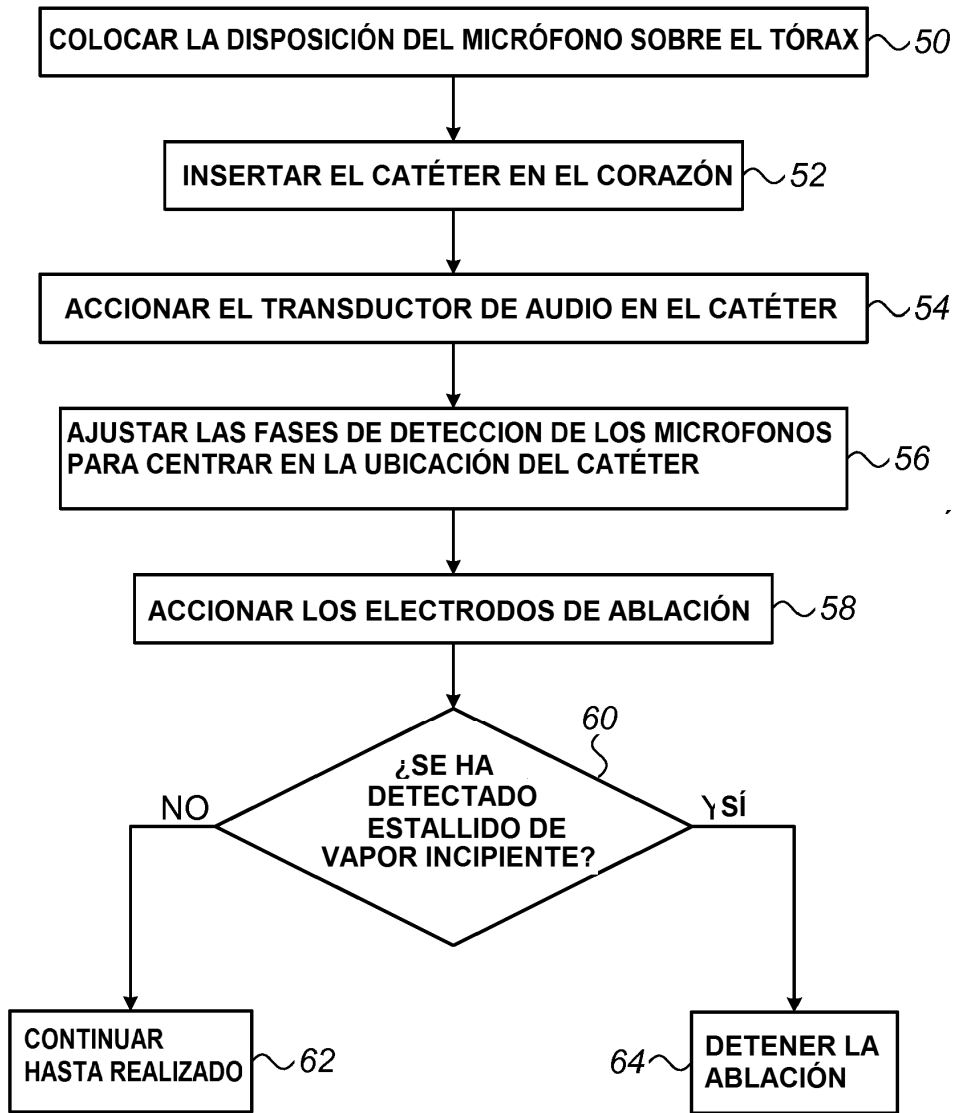 COLOCAR LA DISPOSICIÓN DEL MICRÓFONO SOBRE EL TÓRAX
50
INSERTAR EL CATÉTER EN EL CORAZÓN
52
ACCIONAR EL TRANSDUCTOR DE AUDIO EN EL CATÉTER
54
AJUSTAR LAS FASES DE DETECCION DE LOS MICROFONOS
PARA CENTRAR EN LA UBICACIÓN DEL CATÉTER
56
ACCIONAR LOS ELECTRODOS DE ABLACIÓN
58
60
¿SE HA
DETECTADO
ESTALLIDO DE
VAPOR INCIPIENTE?
NO
Y SÍ
CONTINUAR
HASTA REALIZADO
62
64
DETENER LA
ABLACIÓN